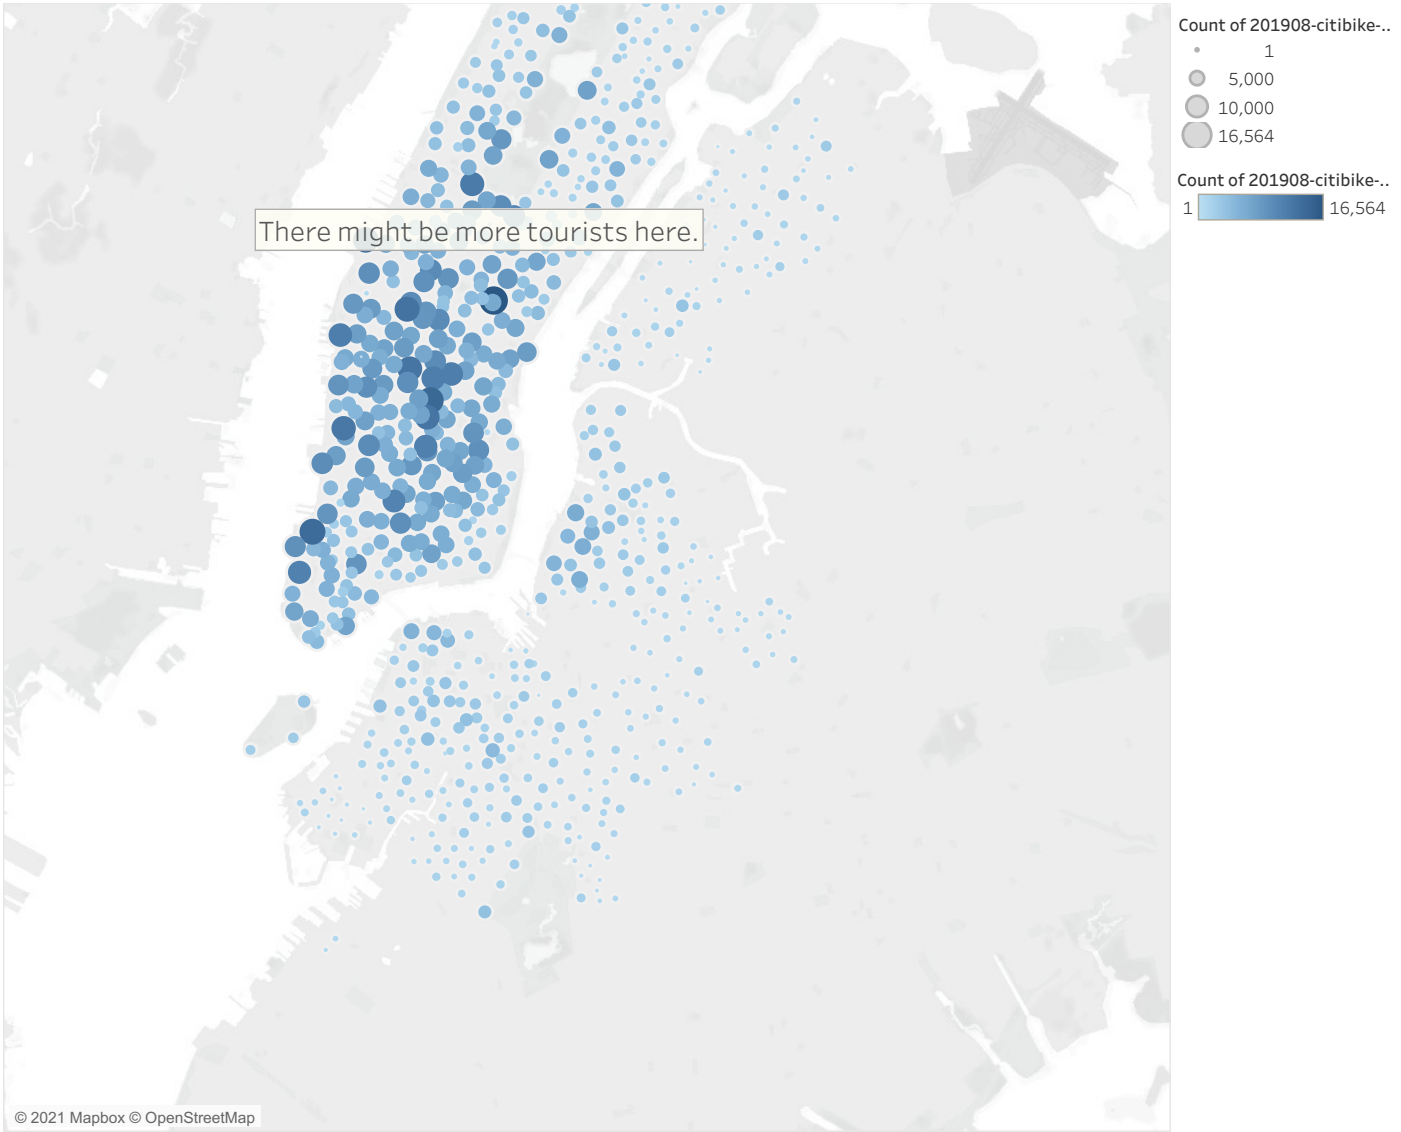 Count of 201908-citibike-..
1
5,000
10,000
16,564
Count of 201908-citibike-..
1 16,564
There might be more tourists here.
© 2021 Mapbox © OpenStreetMap